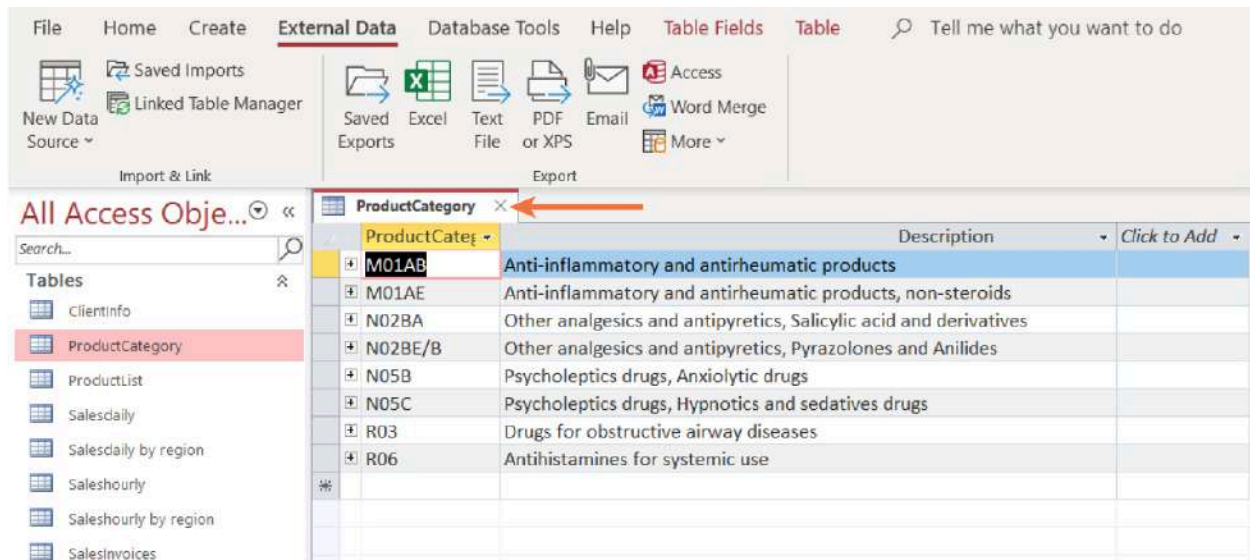 File Home Create External Data Database Tools Help Table Fields Table Tell me what you want to do
Saved Imports
Linked Table Manager
New Data
Source
Import & Link
Saved
Exports
Excel
Text
File
PDF
or XPS
Email
Access
Word Merge
More
Export
All Access Obje...
Search...
Tables
ClientInfo
ProductCategory
ProductList
Salesdaily
Salesdaily by region
Saleshourly
Saleshourly by region
SalesInvoices
ProductCategory
ProductCateg Description Click to Add
M01AB Anti-inflammatory and antirheumatic products
M01AE Anti-inflammatory and antirheumatic products, non-steroids
N02BA Other analgesics and antipyretics, Salicylic acid and derivatives
N02BE/B Other analgesics and antipyretics, Pyrazolones and Anilides
N05B Psycholeptics drugs, Anxiolytic drugs
N05C Psycholeptics drugs, Hypnotics and sedatives drugs
R03 Drugs for obstructive airway diseases
R06 Antihistamines for systemic use